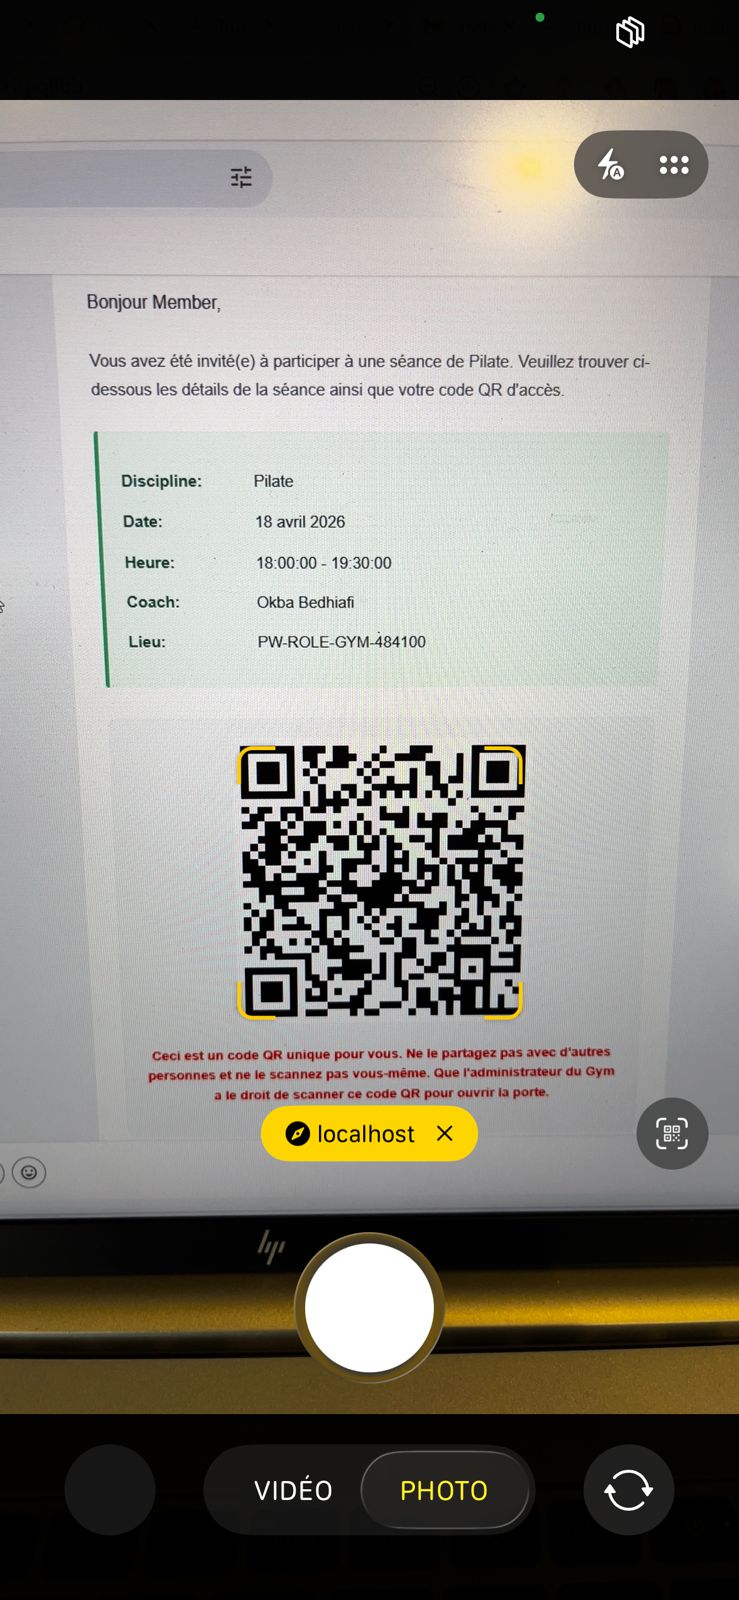 Bonjour Member,
Vous avez été invité(e) à participer à une séance de Pilate. Veuillez trouver ci-
dessous les détails de la séance ainsi que votre code QR d'accès.
Discipline: Pilate
Date: 18 avril 2026
Heure: 18:00:00 - 19:30:00
Coach: Okba Bedhiafi
Lieu: PW-ROLE-GYM-484100
Ceci est un code QR unique pour vous. Ne le partagez pas avec d'autres
personnes et ne le scannez pas vous-même. Que l'administrateur du Gym
a le droit de scanner ce code QR pour ouvrir la porte.
localhost
hp
VIDÉO PHOTO